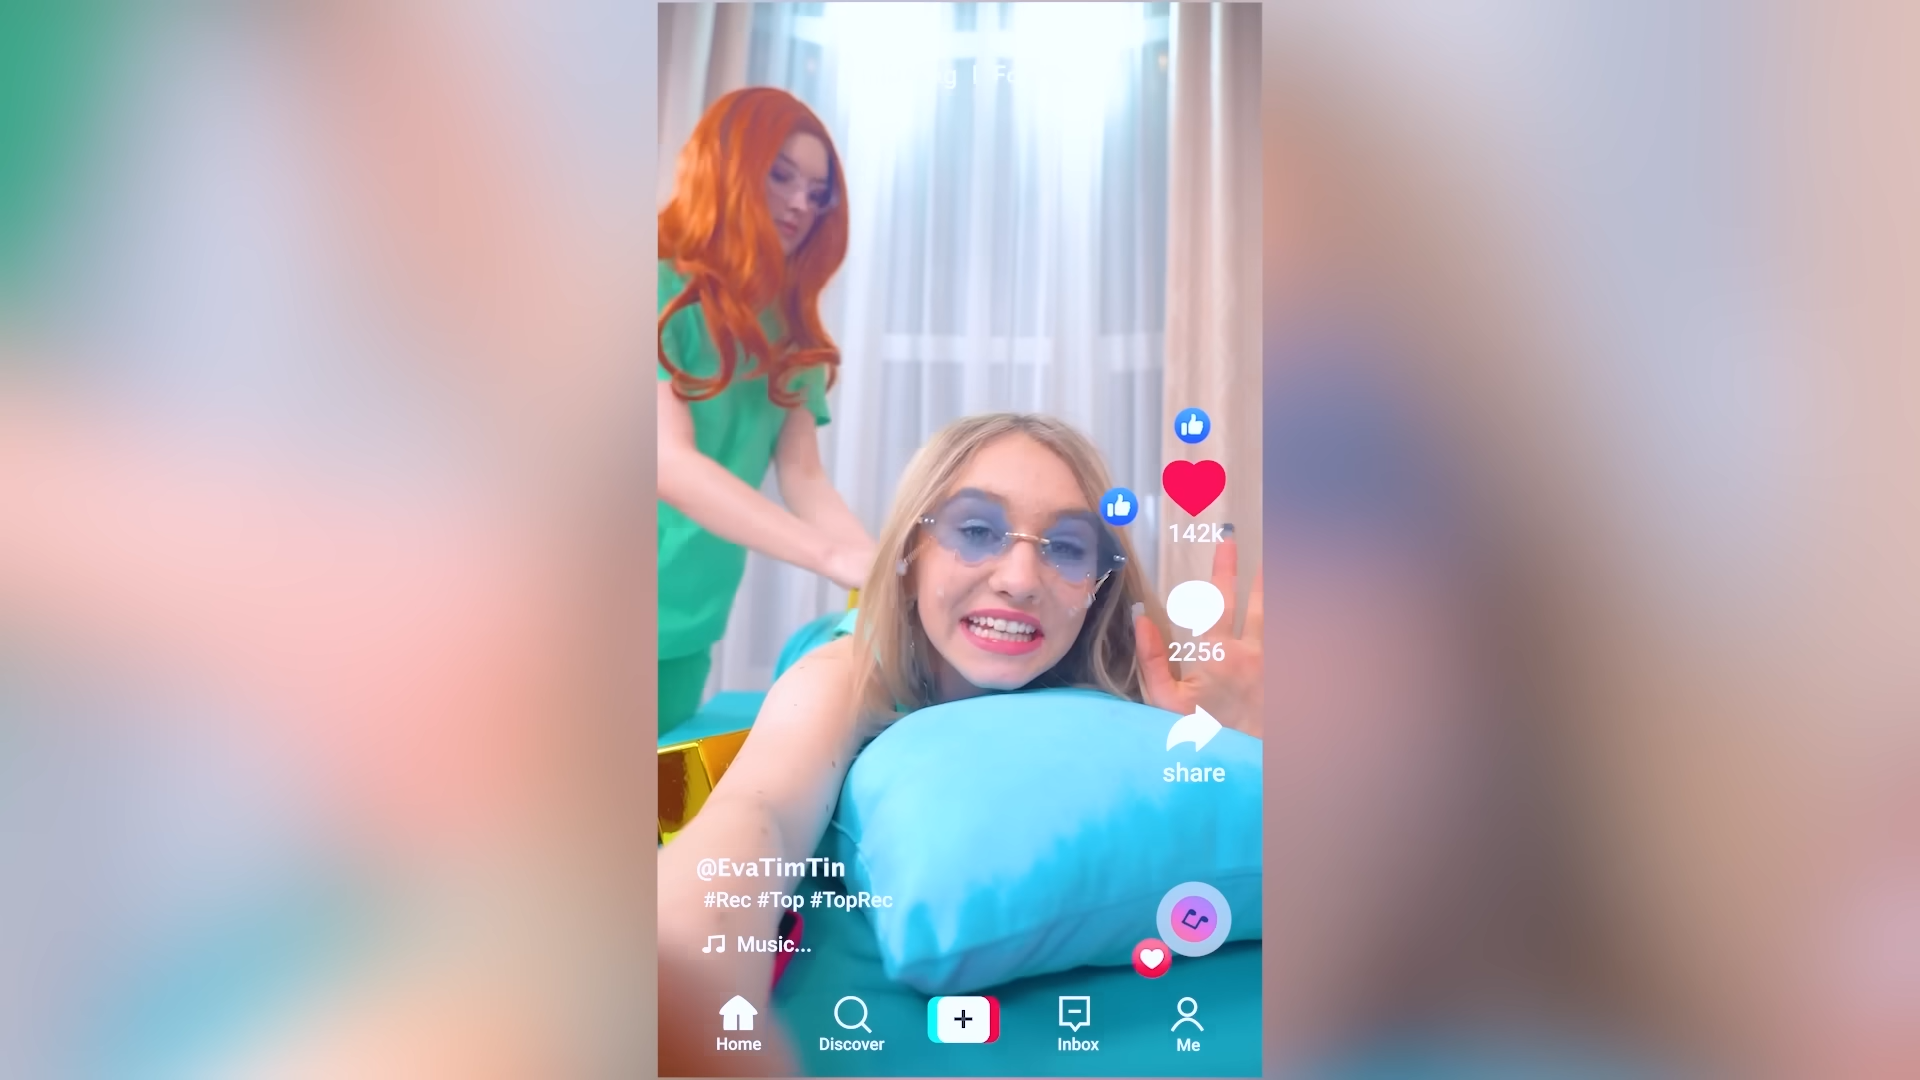 142k
2256
share
@EvaTimTin
#Rec #Top #TopRec
Music...
Home
Discover
Inbox
Me